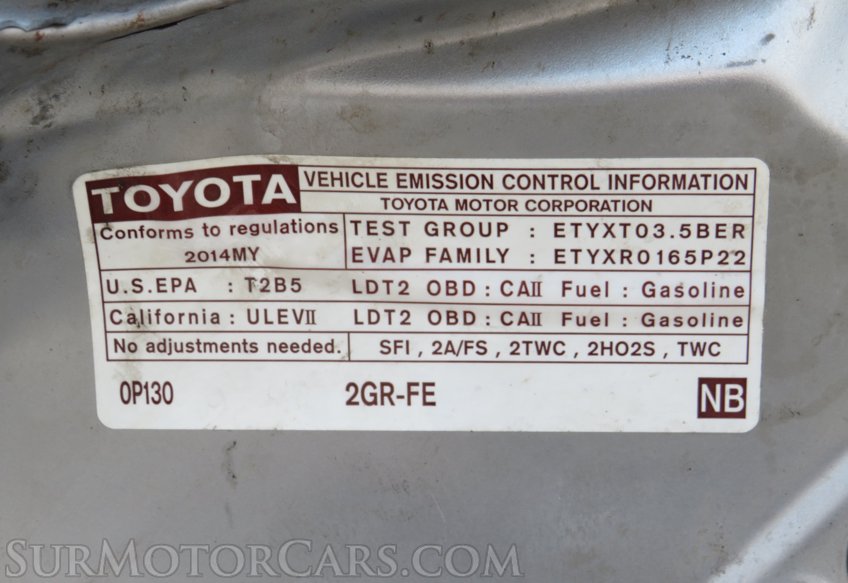 TOYOTA VEHICLE EMISSION CONTROL INFORMATION
TOYOTA MOTOR CORPORATION
Conforms to regulations
2014MY
TEST GROUP : ETYXT03.5BER
EVAP FAMILY : ETYXR0165P22
U.S.EPA : T2B5 LDT2 OBD : CAII Fuel : Gasoline
California : ULEVII LDT2 OBD : CAII Fuel : Gasoline
No adjustments needed. SFI , 2A/FS , 2TWC , 2HO2S , TWC
0P130 2GR-FE NB
SurMotorCars.com